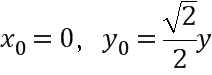 x₀ = 0, y₀ = √2/2 y